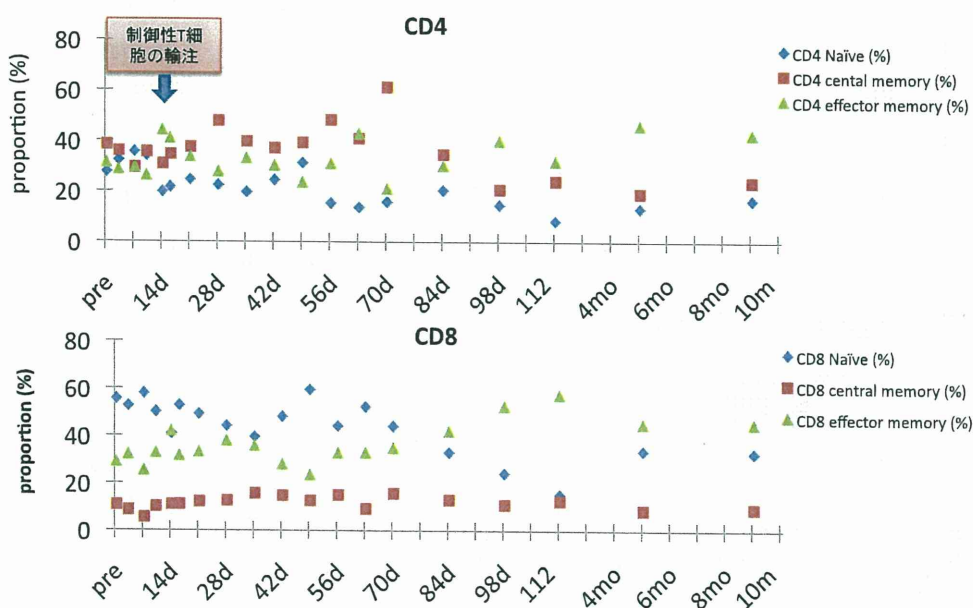 CD4
制御性T細
胞の輸注
proportion (%)
80
60
40
20
0
pre
14d
28d
42d
56d
70d
84d
98d
112
4mo
6mo
8mo
10m
CD4 Naïve (%)
CD4 cental memory (%)
CD4 effector memory (%)
CD8
proportion (%)
80
60
40
20
0
pre
14d
28d
42d
56d
70d
84d
98d
112
4mo
6mo
8mo
10m
CD8 Naïve (%)
CD8 central memory (%)
CD8 effector memory (%)